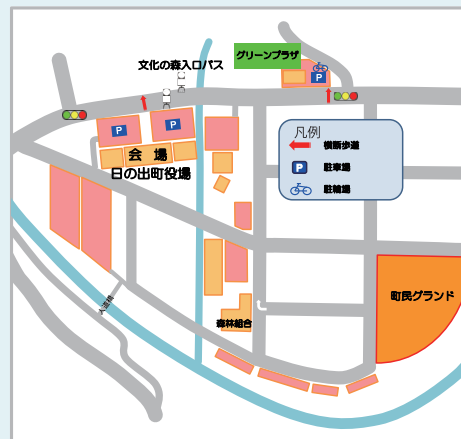 グリーンプラザ
文化の森入口バス
P
P
P
会 場
日の出町役場
凡例
横断歩道
P
駐車場
駐輪場
町民グランド
人道橋
森林組合